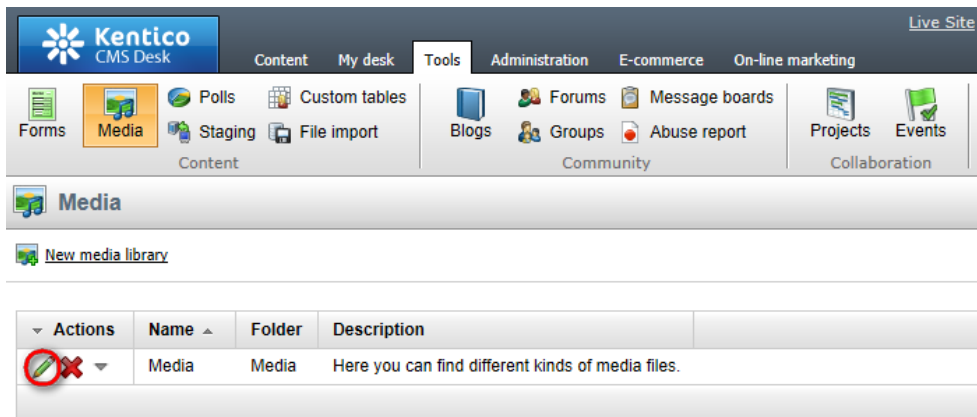 Live Site
Kentico
CMS Desk
Content My desk Tools Administration E-commerce On-line marketing
Polls Custom tables Forums Message boards
Forms Media Staging File import Blogs Groups Abuse report Projects Events
Content Community Collaboration
Media
New media library
Actions Name Folder Description
Media Media Here you can find different kinds of media files.